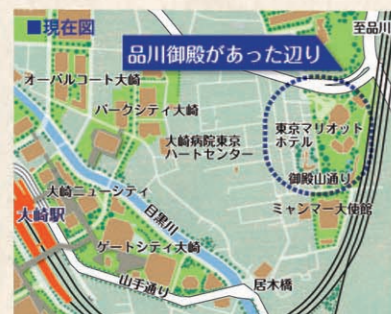 ■現在図
至品川
品川御殿があった辺り
オーバルコート大崎
パークシティ大崎
大崎病院東京
ハートセンター
東京マリオット
ホテル
御殿山通り
大崎ニューシティ
目黒川
ミャンマー大使館
大崎駅
ゲートシティ大崎
山手通り
居木橋